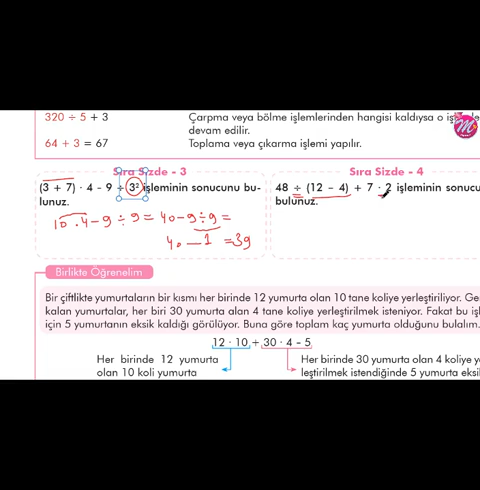 320 ÷ 5 + 3
Çarpma veya bölme işlemlerinden hangisi kaldıysa o
devam edilir.
64 + 3 = 67
Toplama veya çıkarma işlemi yapılır.
Sıra Sizde - 3
(3 + 7) · 4 - 9 ÷ 3² işleminin sonucunu bu-
lunuz.
10 . 4 - 9 ÷ 9 = 40 - 9 ÷ 9 =
40 - 1 = 39
Sıra Sizde - 4
48 ÷ (12 – 4) + 7 · 2 işleminin
bulunuz.
Birlikte Öğrenelim
Bir çiftlikte yumurtaların bir kısmı her birinde 12 yumurta olan 10 tane koliye yerleştiriliyor.
kalan yumurtalar, her biri 30 yumurta alan 4 tane koliye yerleştirilmek isteniyor. Fakat bu
için 5 yumurtanın eksik kaldığı görülüyor. Buna göre toplam kaç yumurta olduğunu bulalım.
12 · 10 + 30 · 4 – 5
Her birinde 12 yumurta
olan 10 koli yumurta
Her birinde 30 yumurta olan 4 koliye
leştirilmek istendiğinde 5 yumurta